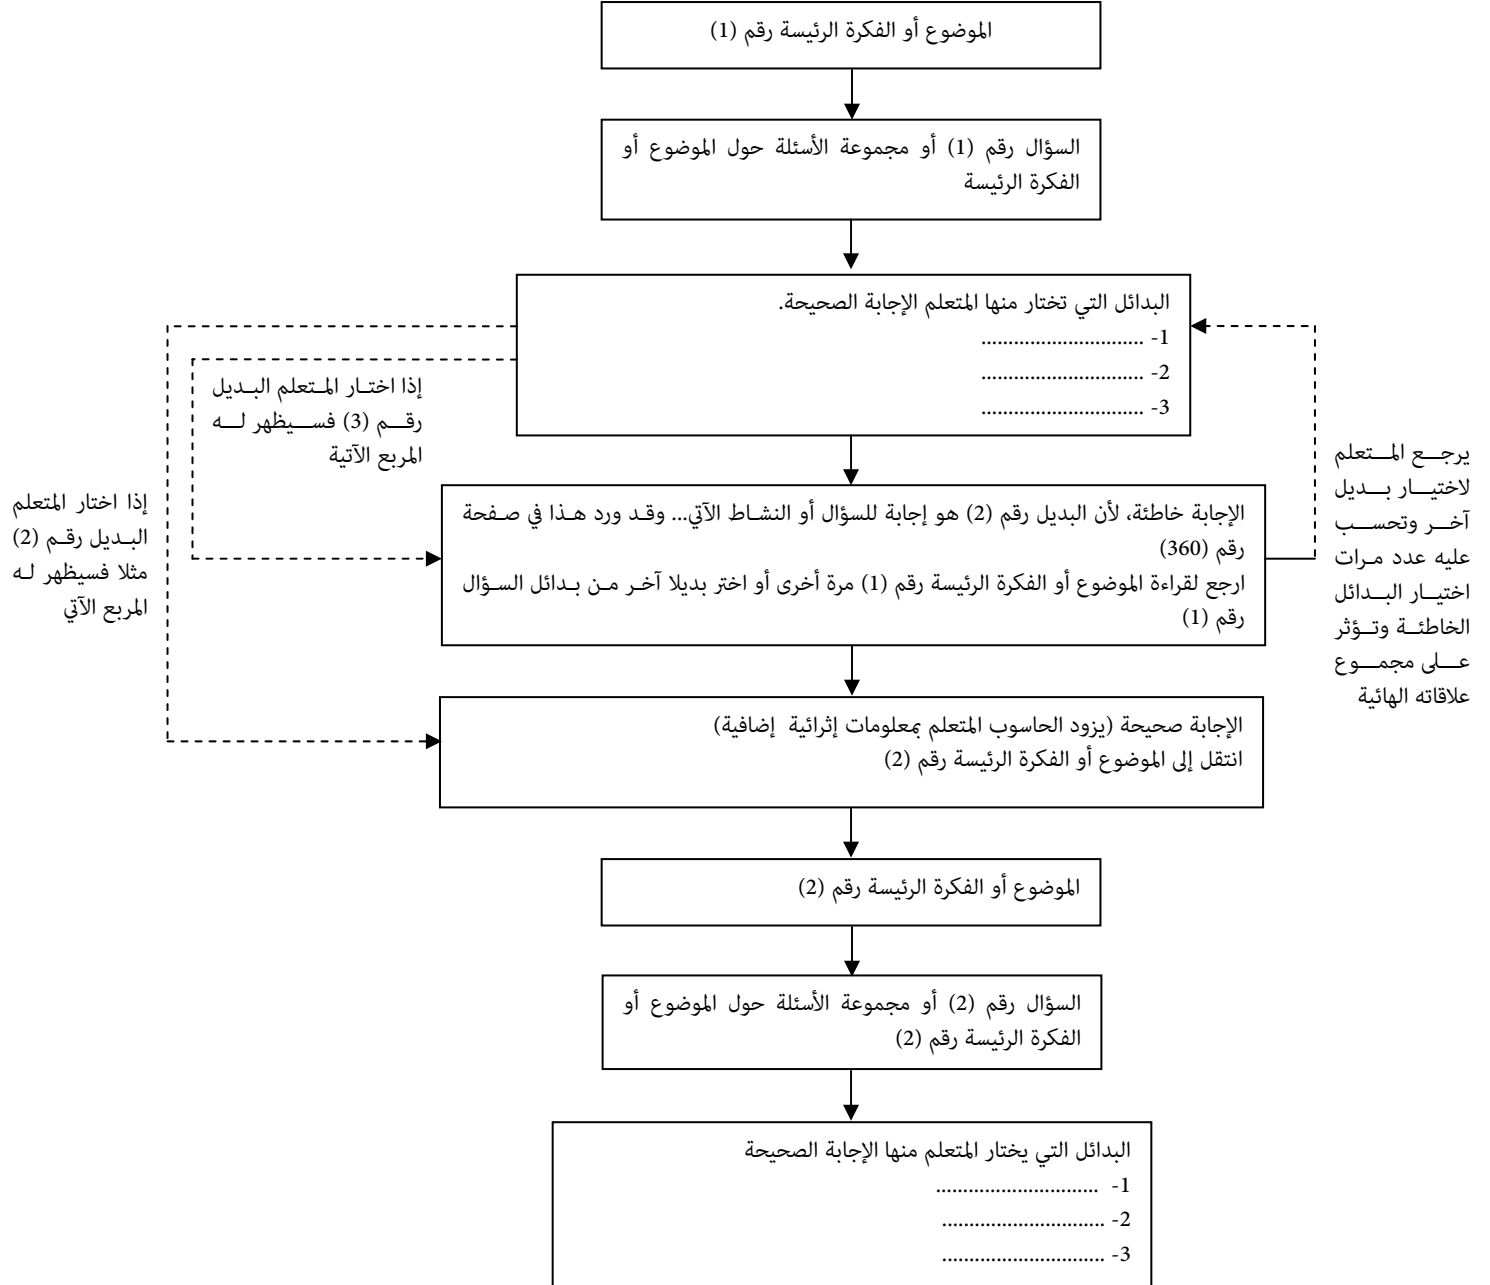 الموضوع أو الفكرة الرئيسة رقم (1)
السؤال رقم (1) أو مجموعة الأسئلة حول الموضوع أو
الفكرة الرئيسة
البدائل التي تختار منها المتعلم الإجابة الصحيحة.
1- ..............................
2- ..............................
3- ..............................
إذا اختار المتعلم البديل
رقم (3) فسيظهر له
المربع الآتية
يرجع المتعلم
لاختيار بديل
آخر وتحسب
عليه عدد مرات
اختيار البدائل
الخاطئة وتؤثر
على مجموع
علاقاته الهائية
إذا اختار المتعلم
البديل رقم (2)
مثلا فسيظهر له
المربع الآتي
الإجابة خاطئة، لأن البديل رقم (2) هو إجابة للسؤال أو النشاط الآتي... وقد ورد هذا في صفحة
رقم (360)
ارجع لقراءة الموضوع أو الفكرة الرئيسة رقم (1) مرة أخرى أو اختر بديلا آخر من بدائل السؤال
رقم (1)
الإجابة صحيحة (يزود الحاسوب المتعلم بمعلومات إثرائية إضافية)
انتقل إلى الموضوع أو الفكرة الرئيسة رقم (2)
الموضوع أو الفكرة الرئيسة رقم (2)
السؤال رقم (2) أو مجموعة الأسئلة حول الموضوع أو
الفكرة الرئيسة رقم (2)
البدائل التي يختار المتعلم منها الإجابة الصحيحة
1- ..............................
2- ..............................
3- ..............................